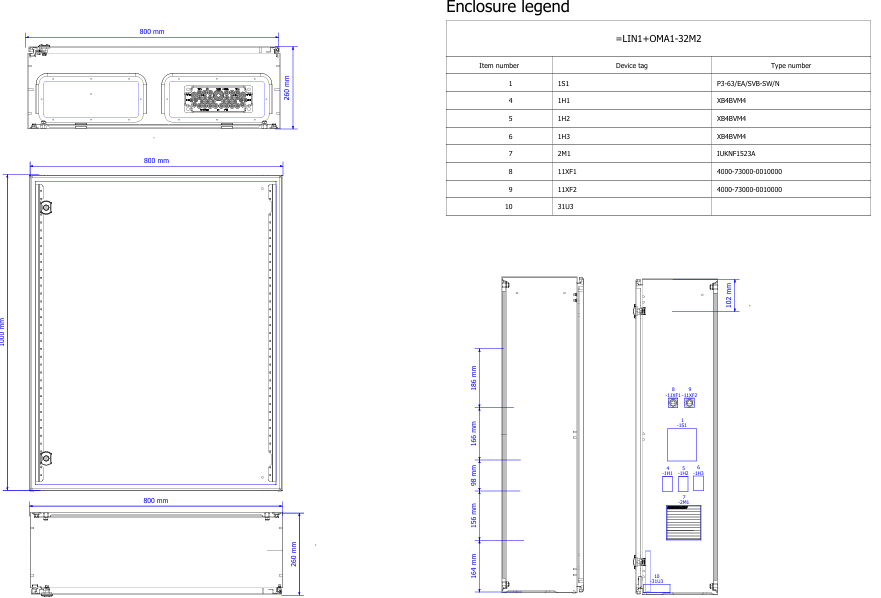 Enclosure legend
=LIN1+OMA1-32M2
Item number Device tag Type number
1 1S1 P3-63/EA/SVB-SW/N
4 1H1 XB4BVM4
5 1H2 XB4BVM4
6 1H3 XB4BVM4
7 2M1 IUKNF1523A
8 11XF1 4000-73000-0010000
9 11XF2 4000-73000-0010000
10 31U3
800 mm
260 mm
800 mm
1000 mm
800 mm
260 mm
186 mm
166 mm
98 mm
156 mm
164 mm
102 mm
8 9
-11XF1 -11XF2
1
-1S1
4 5 6
-1H1 -1H2 -1H3
7
-2M1
10
-31U3